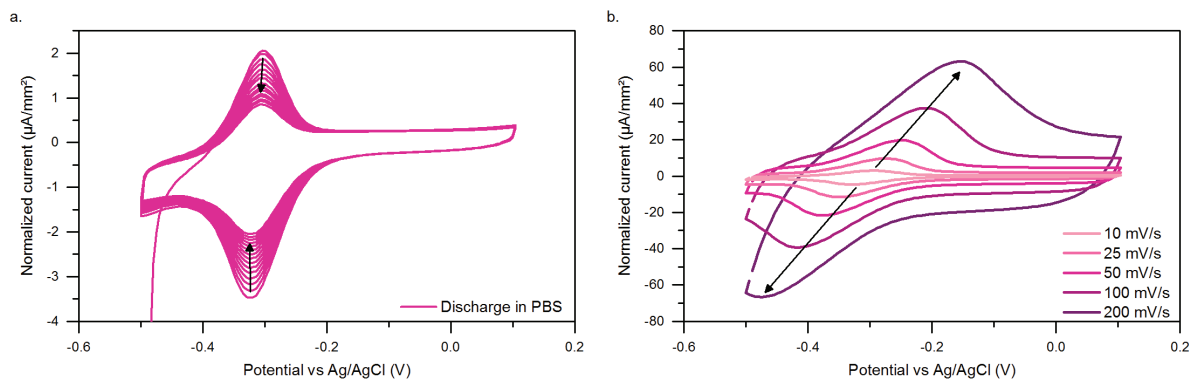 a.
Normalized current (µA/mm²)
2
1
0
-1
-2
-3
-4
-0.6
-0.4
-0.2
0.0
0.2
Discharge in PBS
Potential vs Ag/AgCl (V)
b.
Normalized current (µA/mm²)
80
60
40
20
0
-20
-40
-60
-80
-0.6
-0.4
-0.2
0.0
0.2
10 mV/s
25 mV/s
50 mV/s
100 mV/s
200 mV/s
Potential vs Ag/AgCl (V)